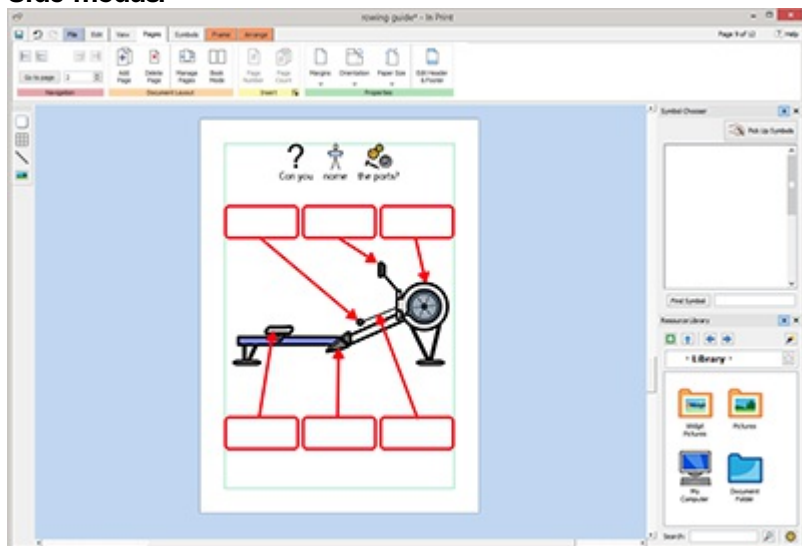 rowing guide* - In Print
File Edit View Pages Symbols Frame Arrange
Page 9 of 12 Help
Go to page 2
Add Page
Delete Page
Manage Pages
Book Mode
Page Number
Page Count
Margins
Orientation
Paper Size
Edit Header & Footer
Navigation
Document Layout
Insert
Properties
Symbol Chooser
Pick Up Symbols
?
Can you name the parts?
Find Symbol
Resource Library
Library
Widgit Pictures
Pictures
My Computer
Document Folder
Search: